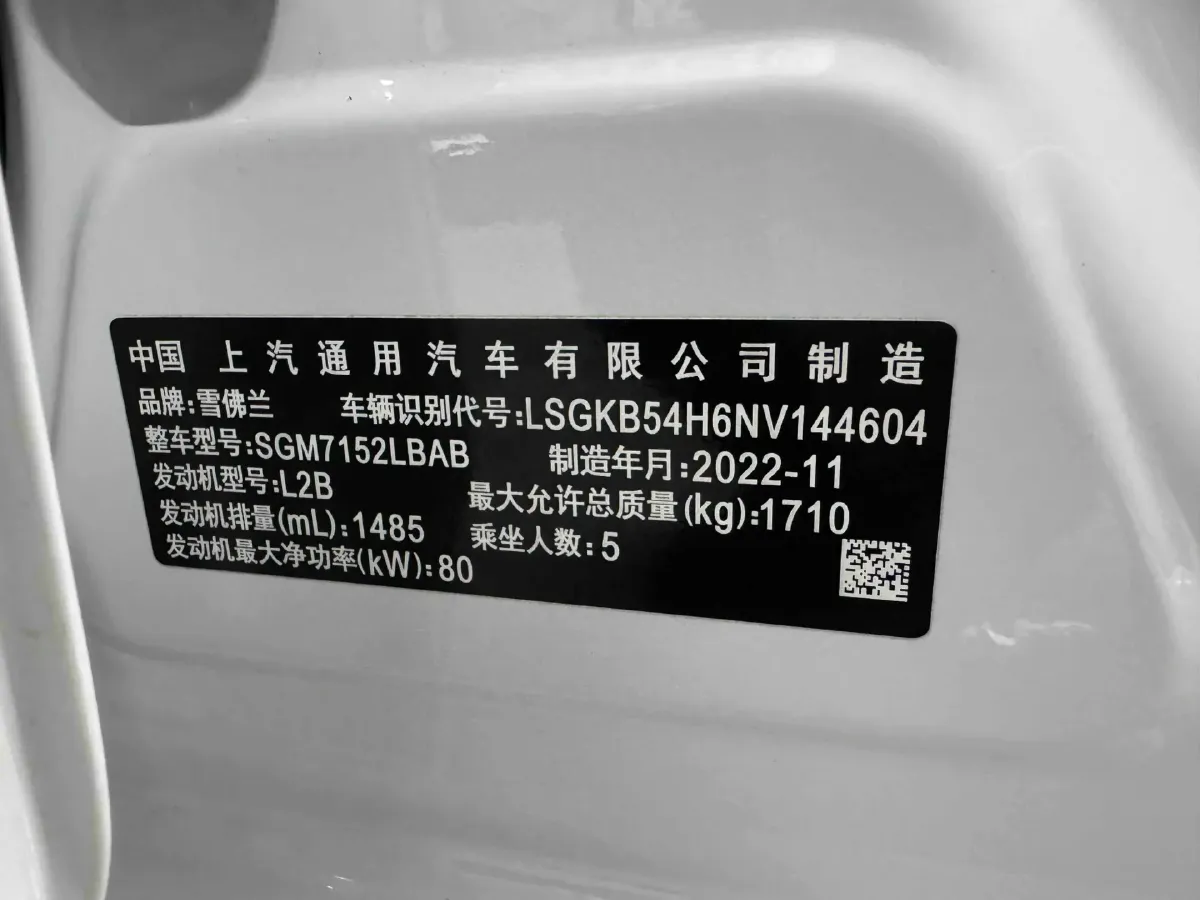 中国 上汽通用汽车有限公司制造
品牌:雪佛兰 车辆识别代号:LSGKB54H6NV144604
整车型号:SGM7152LBAB 制造年月:2022-11
发动机型号:L2B 最大允许总质量(kg):1710
发动机排量(mL):1485 乘坐人数:5
发动机最大净功率(kW):80